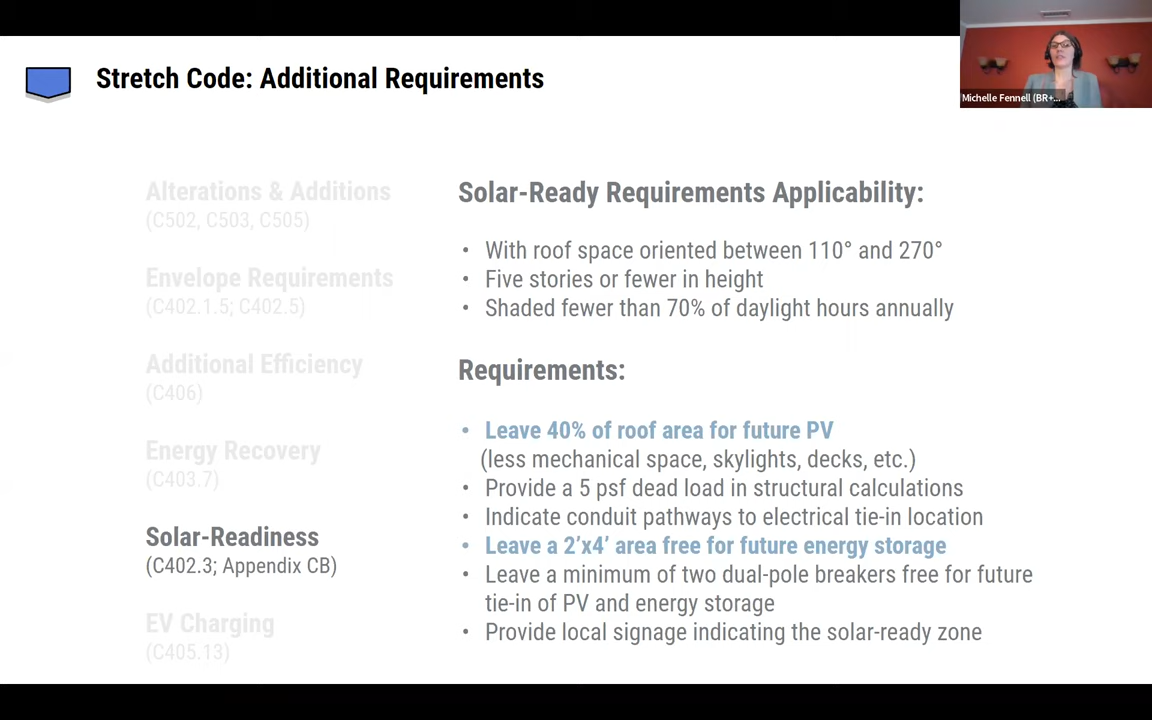 Stretch Code: Additional Requirements
Michelle Fennell (BR+...
Alterations & Additions
(C502, C503, C505)
Envelope Requirements
(C402.1.5; C402.5)
Additional Efficiency
(C406)
Energy Recovery
(C403.7)
Solar-Readiness
(C402.3; Appendix CB)
EV Charging
(C405.13)
Solar-Ready Requirements Applicability:
• With roof space oriented between 110° and 270°
• Five stories or fewer in height
• Shaded fewer than 70% of daylight hours annually
Requirements:
• Leave 40% of roof area for future PV
(less mechanical space, skylights, decks, etc.)
• Provide a 5 psf dead load in structural calculations
• Indicate conduit pathways to electrical tie-in location
• Leave a 2’x4’ area free for future energy storage
• Leave a minimum of two dual-pole breakers free for future
tie-in of PV and energy storage
• Provide local signage indicating the solar-ready zone